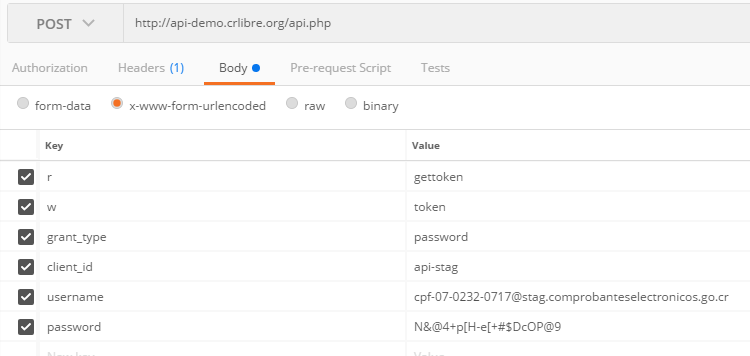 POST http://api-demo.crlibre.org/api.php
Authorization Headers (1) Body Pre-request Script Tests
form-data x-www-form-urlencoded raw binary
Key Value
r gettoken
w token
grant_type password
client_id api-stag
username cpf-07-0232-0717@stag.comprobanteselectronicos.go.cr
password N&@4+p[H-e[+#$DcOP@9
New key Value